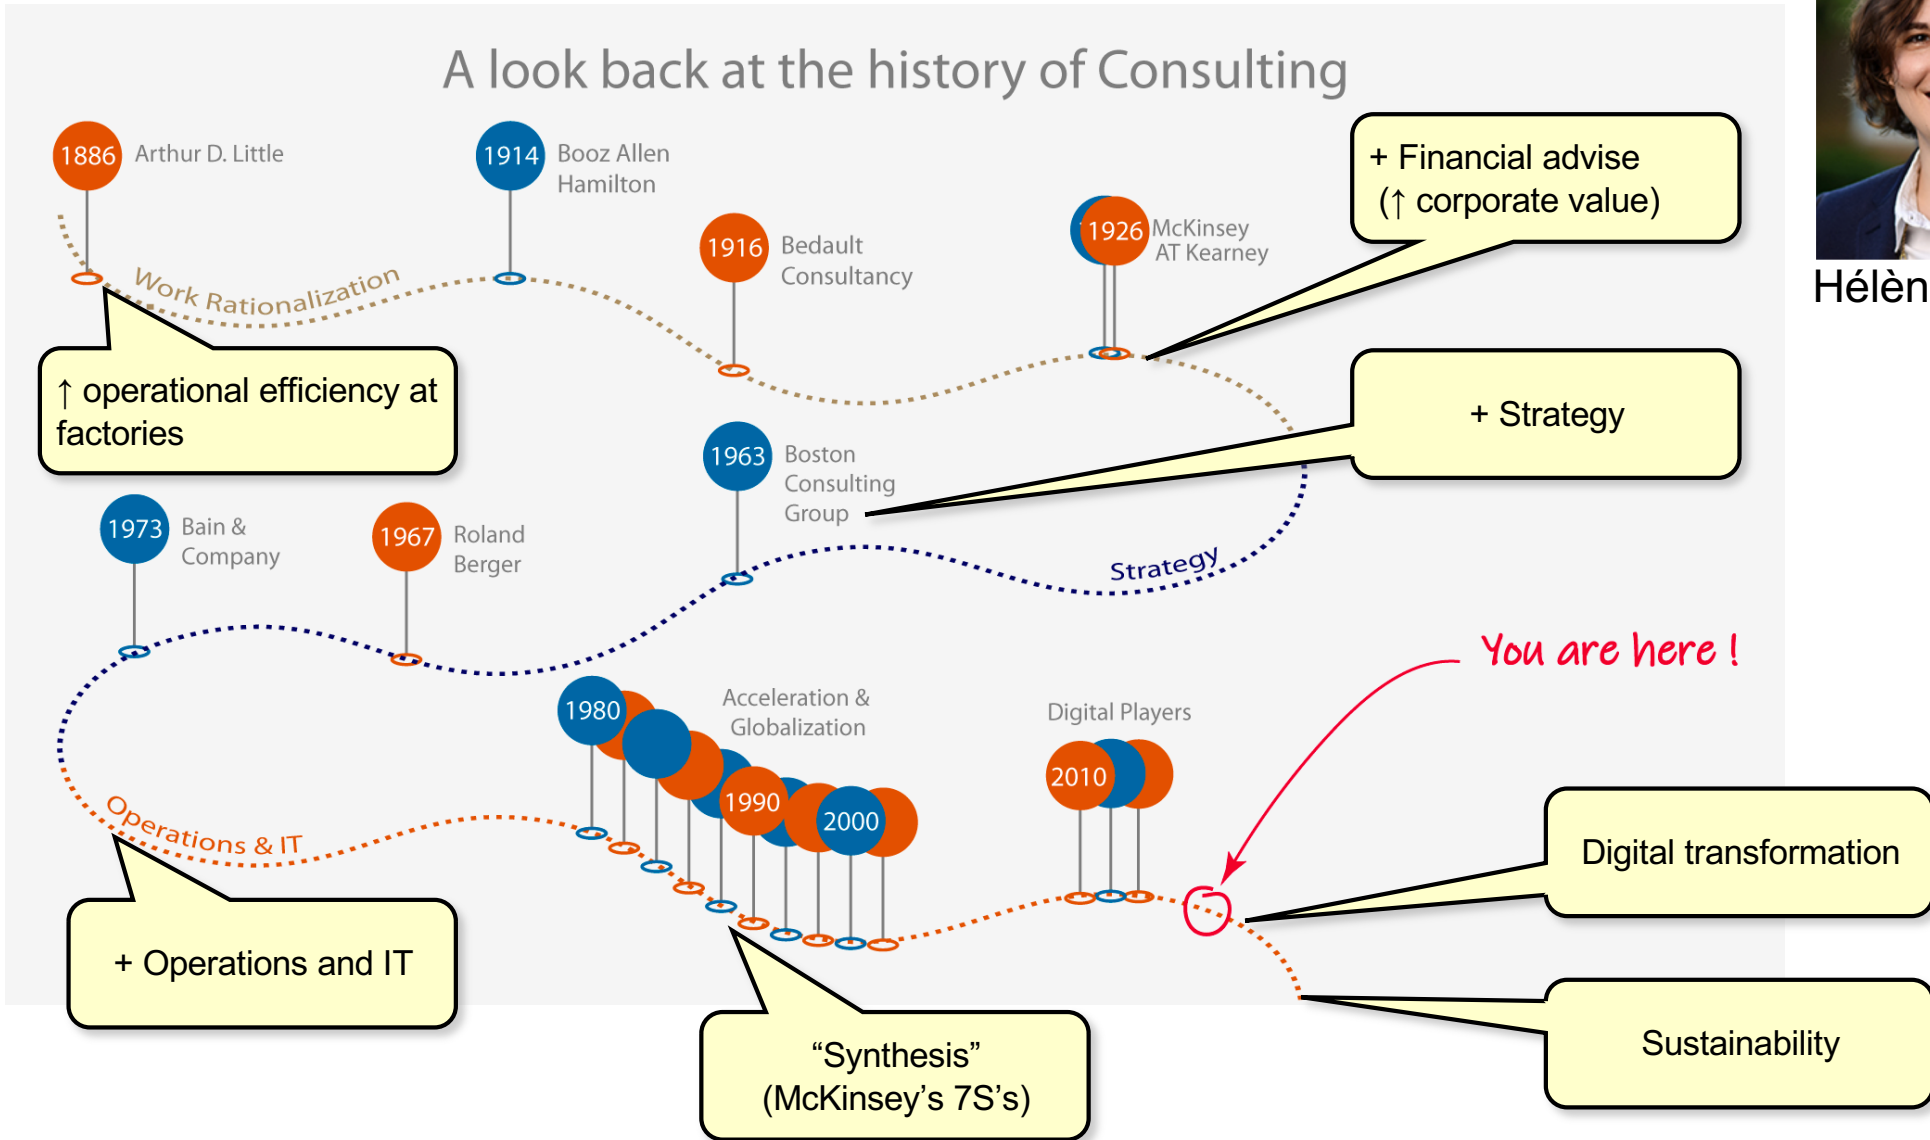 A look back at the history of Consulting
1886
Arthur D. Little
1914
Booz Allen
Hamilton
1916
Bedault
Consultancy
1926
McKinsey
AT Kearney
+ Financial advise
(↑ corporate value)
Hélèn
Work Rationalization
↑ operational efficiency at
factories
+ Strategy
1963
Boston
Consulting
Group
1973
Bain &
Company
1967
Roland
Berger
Strategy
You are here !
1980
1990
2000
Acceleration &
Globalization
Digital Players
2010
Operations & IT
Digital transformation
+ Operations and IT
“Synthesis”
(McKinsey’s 7S’s)
Sustainability